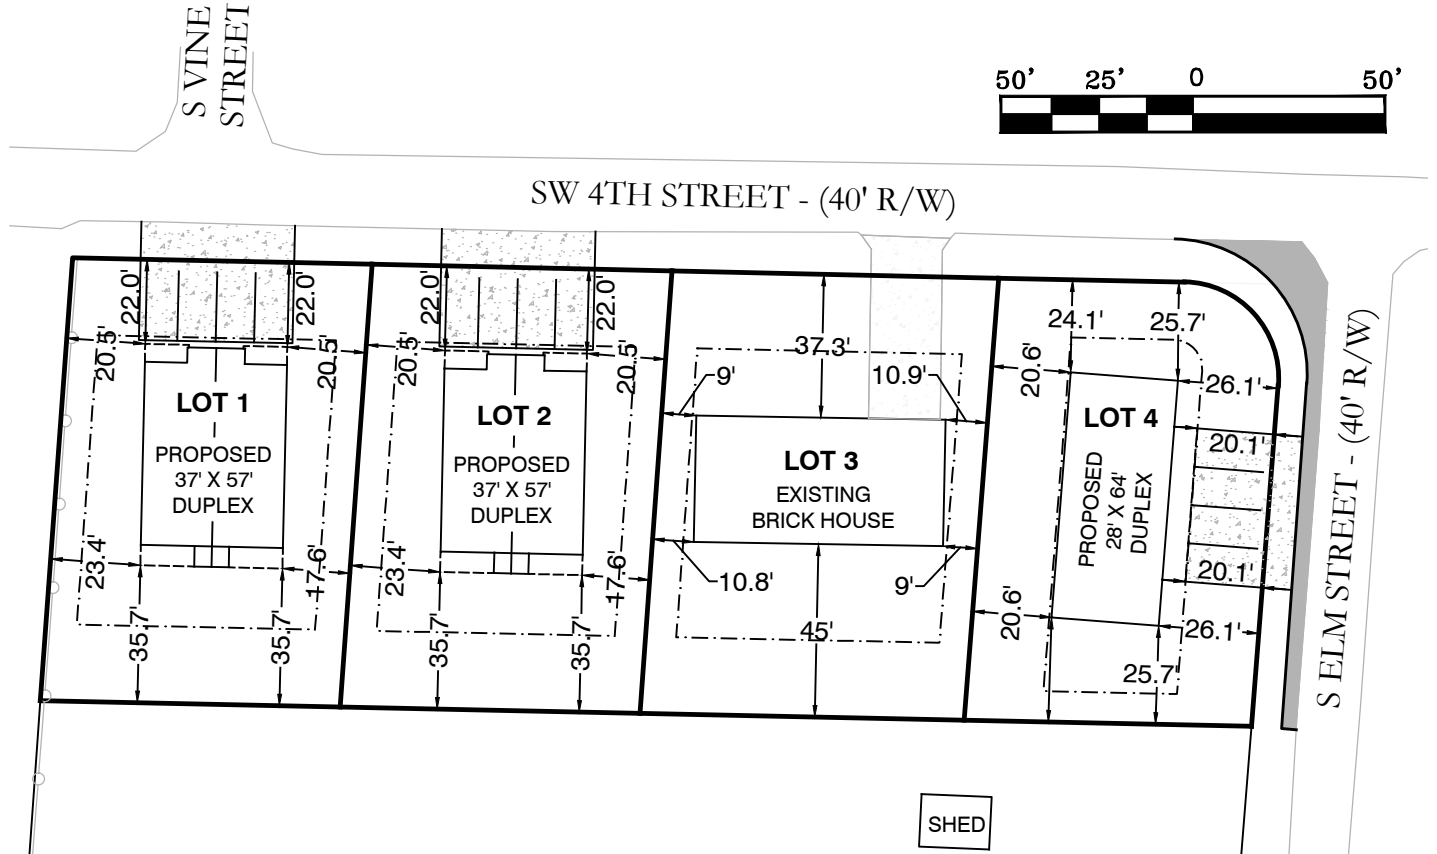 S VINE
STREET
50' 25' 0 50'
SW 4TH STREET - (40' R/W)
22.0' 22.0' 22.0' 22.0'
20.5' 20.5' 20.5' 20.5'
LOT 1
PROPOSED
37' X 57'
DUPLEX
23.4' 17.6'
35.7' 35.7'
LOT 2
PROPOSED
37' X 57'
DUPLEX
23.4' 17.6'
35.7' 35.7'
37.3'
9' 10.9'
LOT 3
EXISTING
BRICK HOUSE
10.8' 9'
45'
24.1' 25.7'
20.6' 26.1'
LOT 4
PROPOSED
28' X 64'
DUPLEX
20.1'
20.1'
20.6' 26.1'
25.7'
S ELM STREET - (40' R/W)
SHED